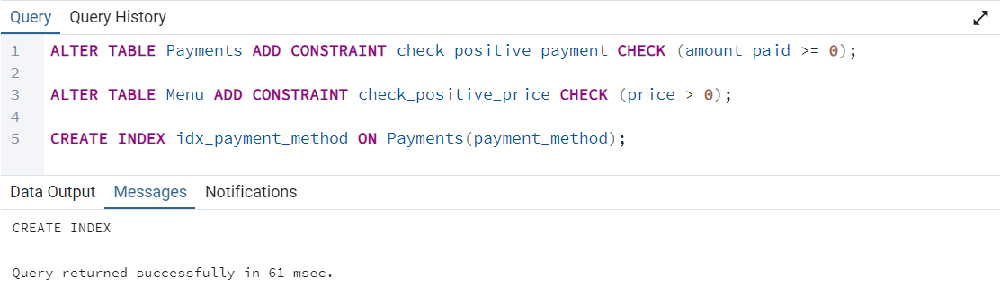 Query Query History
1 ALTER TABLE Payments ADD CONSTRAINT check_positive_payment CHECK (amount_paid >= 0);
2
3 ALTER TABLE Menu ADD CONSTRAINT check_positive_price CHECK (price > 0);
4
5 CREATE INDEX idx_payment_method ON Payments(payment_method);
Data Output Messages Notifications
CREATE INDEX
Query returned successfully in 61 msec.